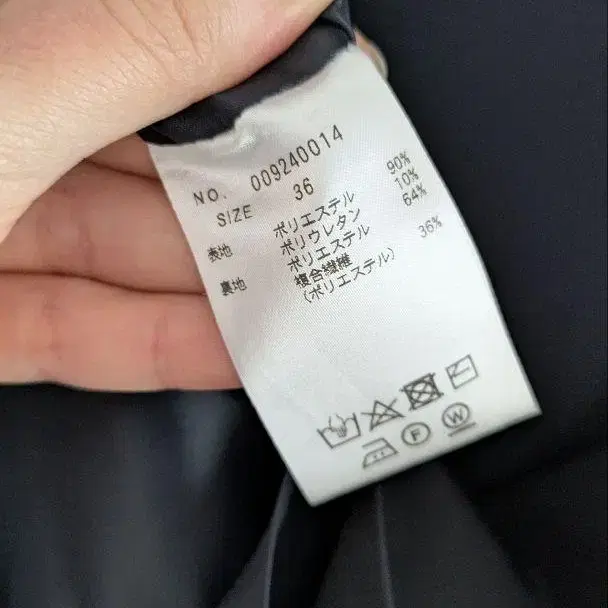 NO. 009240014
SIZE 36
表地 ポリエステル 90%
ポリウレタン 10%
裏地 ポリエステル 64%
複合繊維 36%
(ポリエステル)
F W